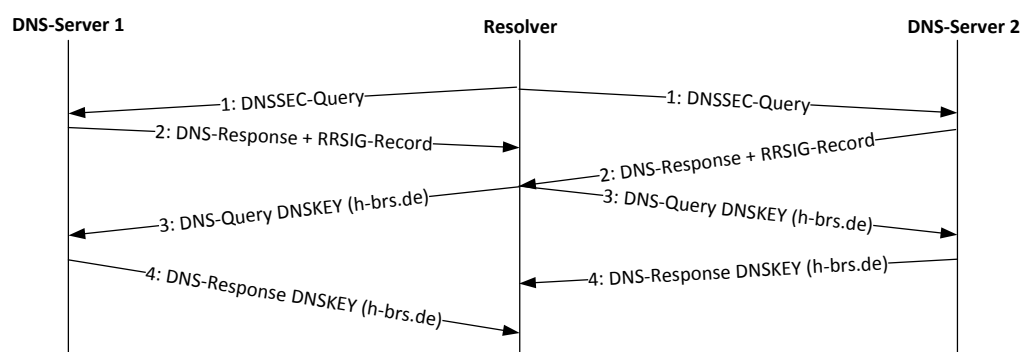 DNS-Server 1
Resolver
DNS-Server 2
1: DNSSEC-Query
1: DNSSEC-Query
2: DNS-Response + RRSIG-Record
2: DNS-Response + RRSIG-Record
3: DNS-Query DNSKEY (h-brs.de)
3: DNS-Query DNSKEY (h-brs.de)
4: DNS-Response DNSKEY (h-brs.de)
4: DNS-Response DNSKEY (h-brs.de)